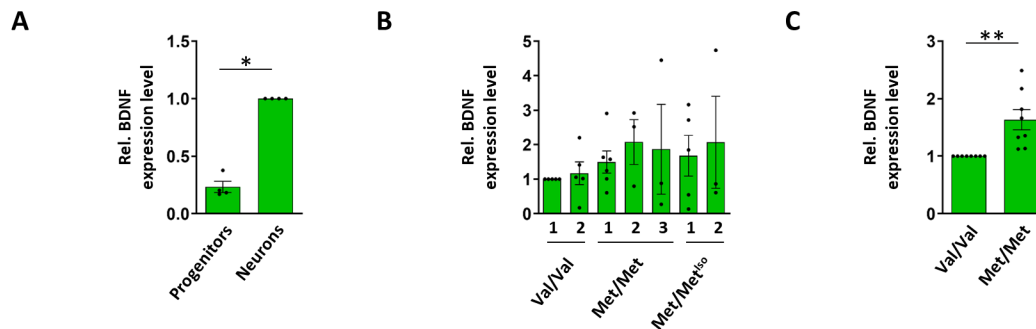 A
Rel. BDNF
expression level
1.5
1.0
0.5
0.0
*
Progenitors
Neurons
B
Rel. BDNF
expression level
5
4
3
2
1
0
1 2 1 2 3 1 2
Val/Val
Met/Met
Met/Met^Iso
C
Rel. BDNF
expression level
3
2
1
0
**
Val/Val
Met/Met